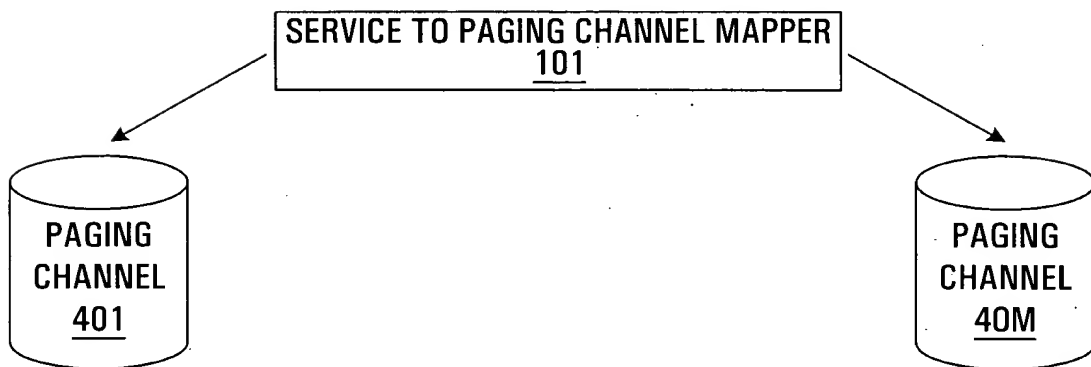 SERVICE TO PAGING CHANNEL MAPPER
101
PAGING
CHANNEL
401
PAGING
CHANNEL
40M